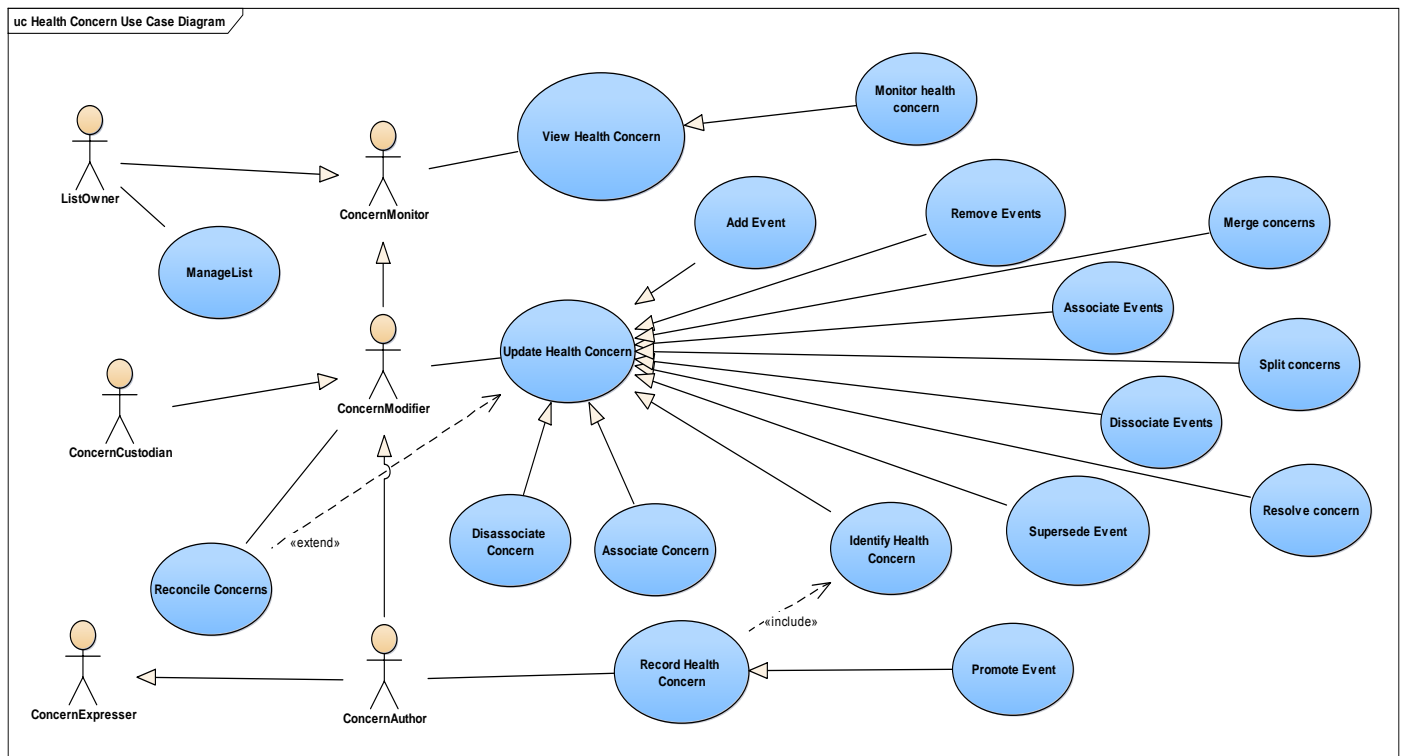 uc Health Concern Use Case Diagram
Monitor health
concern
View Health Concern
ListOwner
ConcernMonitor
Add Event
Remove Events
Merge concerns
ManageList
Associate Events
Update Health Concern
Split concerns
ConcernModifier
Dissociate Events
ConcernCustodian
Resolve concern
Supersede Event
Disassociate
Concern
Associate Concern
Identify Health
Concern
«extend»
Reconcile Concerns
«include»
Record Health
Concern
Promote Event
ConcernExpresser
ConcernAuthor